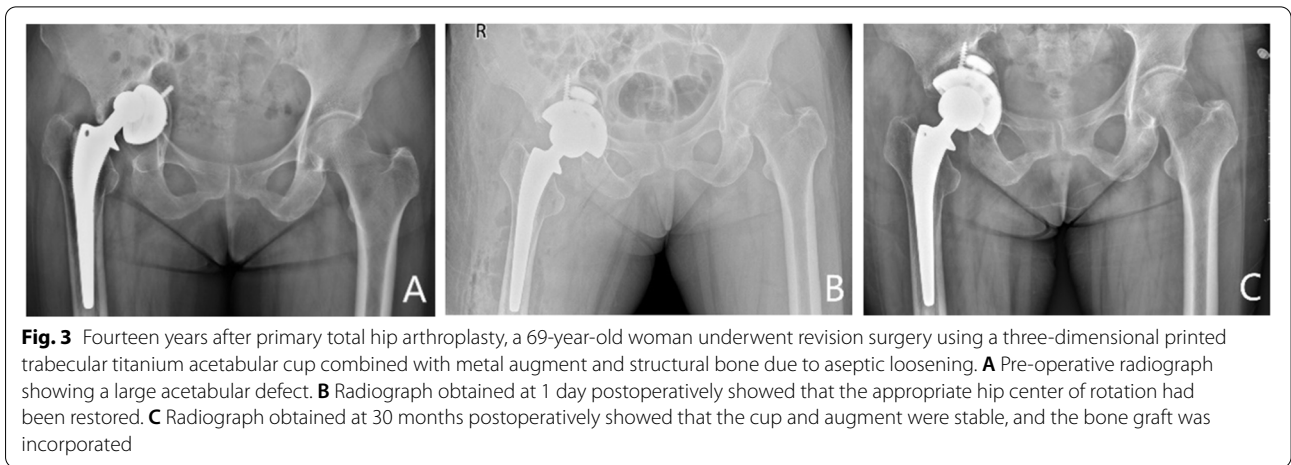 R
A
B
C
Fig. 3 Fourteen years after primary total hip arthroplasty, a 69-year-old woman underwent revision surgery using a three-dimensional printed
trabecular titanium acetabular cup combined with metal augment and structural bone due to aseptic loosening. A Pre-operative radiograph
showing a large acetabular defect. B Radiograph obtained at 1 day postoperatively showed that the appropriate hip center of rotation had
been restored. C Radiograph obtained at 30 months postoperatively showed that the cup and augment were stable, and the bone graft was
incorporated